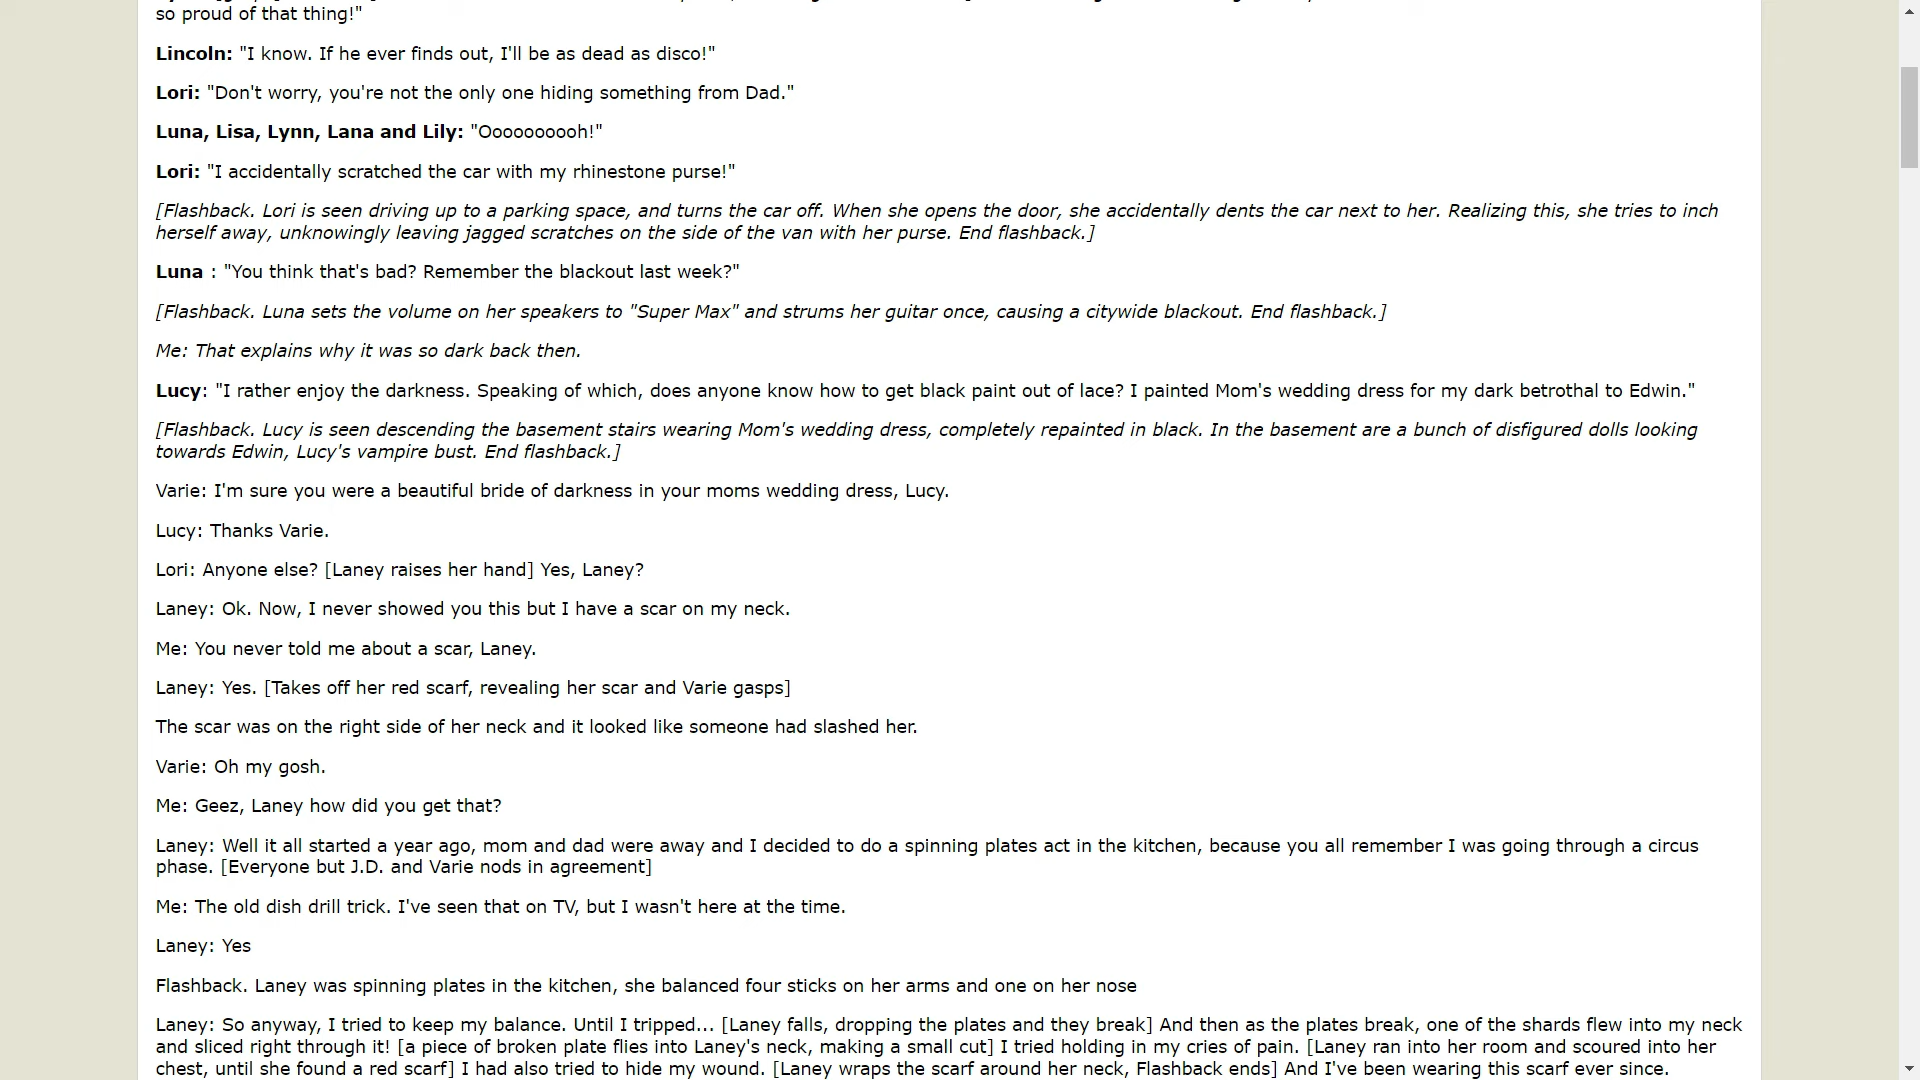 so proud of that thing!"
Lincoln: "I know. If he ever finds out, I'll be as dead as disco!"
Lori: "Don't worry, you're not the only one hiding something from Dad."
Luna, Lisa, Lynn, Lana and Lily: "Oooooooooh!"
Lori: "I accidentally scratched the car with my rhinestone purse!"
[Flashback. Lori is seen driving up to a parking space, and turns the car off. When she opens the door, she accidentally dents the car next to her. Realizing this, she tries to inch
herself away, unknowingly leaving jagged scratches on the side of the van with her purse. End flashback.]
Luna : "You think that's bad? Remember the blackout last week?"
[Flashback. Luna sets the volume on her speakers to "Super Max" and strums her guitar once, causing a citywide blackout. End flashback.]
Me: That explains why it was so dark back then.
Lucy: "I rather enjoy the darkness. Speaking of which, does anyone know how to get black paint out of lace? I painted Mom's wedding dress for my dark betrothal to Edwin."
[Flashback. Lucy is seen descending the basement stairs wearing Mom's wedding dress, completely repainted in black. In the basement are a bunch of disfigured dolls looking
towards Edwin, Lucy's vampire bust. End flashback.]
Varie: I'm sure you were a beautiful bride of darkness in your moms wedding dress, Lucy.
Lucy: Thanks Varie.
Lori: Anyone else? [Laney raises her hand] Yes, Laney?
Laney: Ok. Now, I never showed you this but I have a scar on my neck.
Me: You never told me about a scar, Laney.
Laney: Yes. [Takes off her red scarf, revealing her scar and Varie gasps]
The scar was on the right side of her neck and it looked like someone had slashed her.
Varie: Oh my gosh.
Me: Geez, Laney how did you get that?
Laney: Well it all started a year ago, mom and dad were away and I decided to do a spinning plates act in the kitchen, because you all remember I was going through a circus
phase. [Everyone but J.D. and Varie nods in agreement]
Me: The old dish drill trick. I've seen that on TV, but I wasn't here at the time.
Laney: Yes
Flashback. Laney was spinning plates in the kitchen, she balanced four sticks on her arms and one on her nose
Laney: So anyway, I tried to keep my balance. Until I tripped... [Laney falls, dropping the plates and they break] And then as the plates break, one of the shards flew into my neck
and sliced right through it! [a piece of broken plate flies into Laney's neck, making a small cut] I tried holding in my cries of pain. [Laney ran into her room and scoured into her
chest, until she found a red scarf] I had also tried to hide my wound. [Laney wraps the scarf around her neck, Flashback ends] And I've been wearing this scarf ever since.